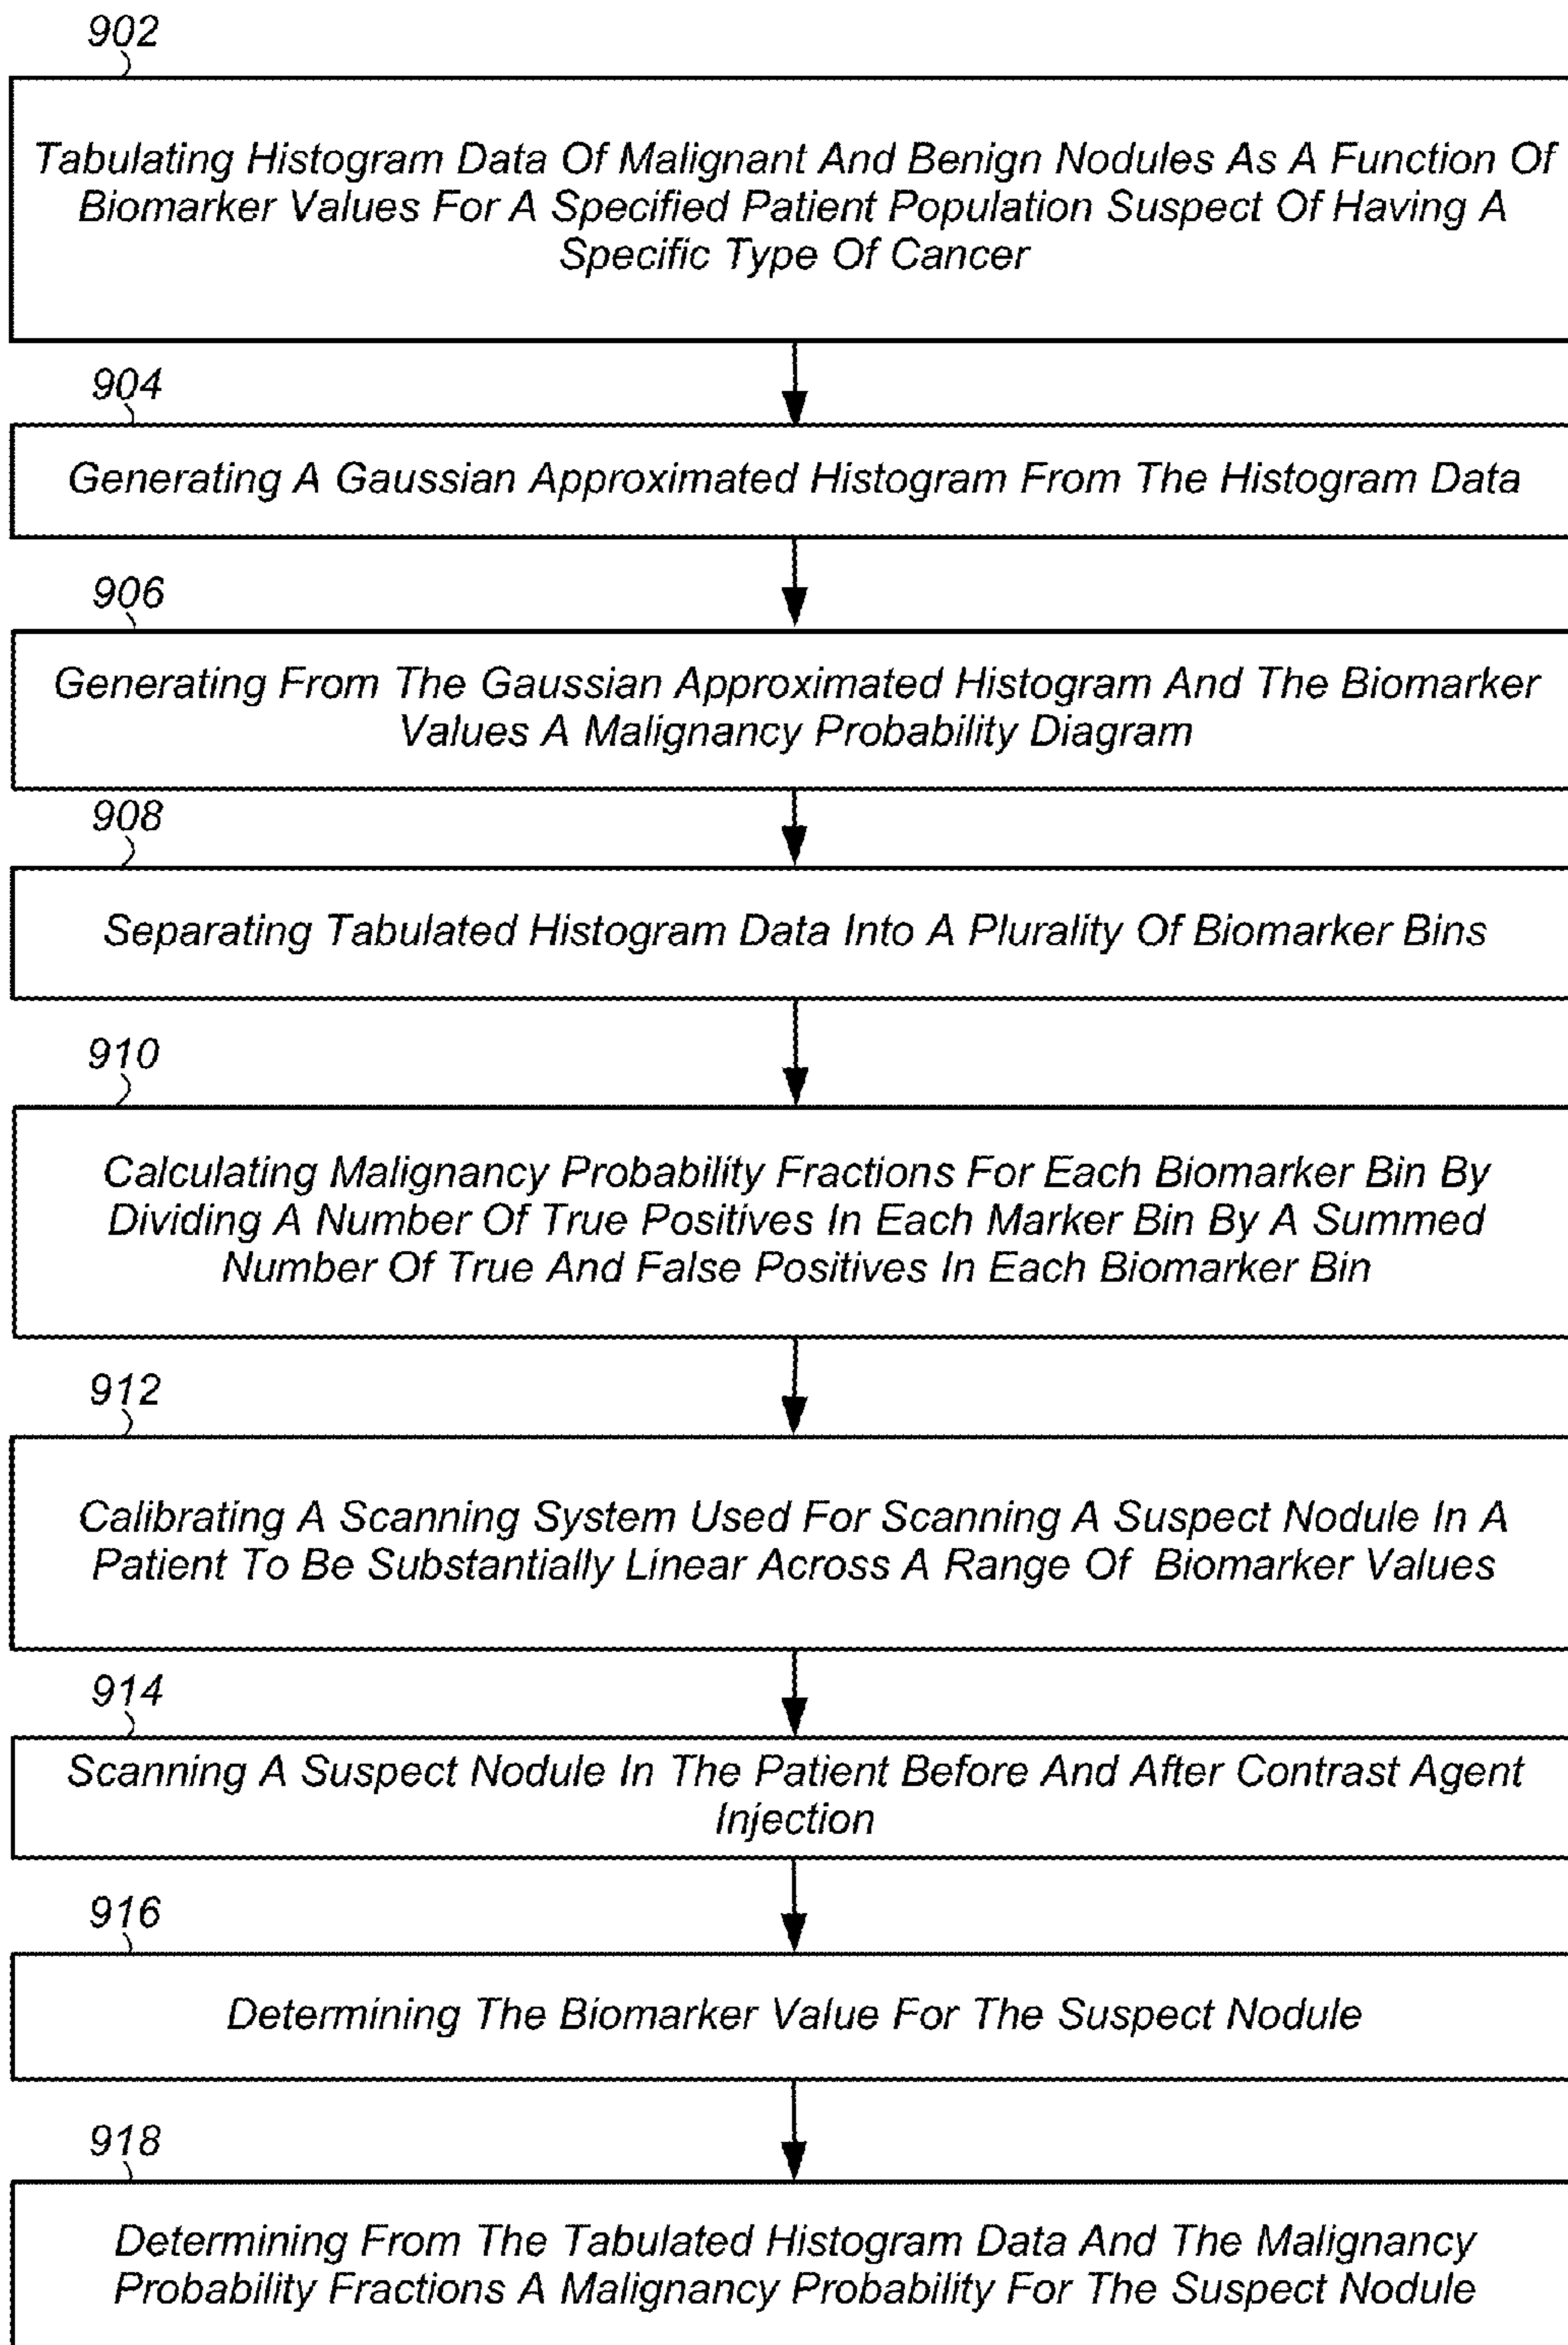 902
Tabulating Histogram Data Of Malignant And Benign Nodules As A Function Of
Biomarker Values For A Specified Patient Population Suspect Of Having A
Specific Type Of Cancer
904
Generating A Gaussian Approximated Histogram From The Histogram Data
906
Generating From The Gaussian Approximated Histogram And The Biomarker
Values A Malignancy Probability Diagram
908
Separating Tabulated Histogram Data Into A Plurality Of Biomarker Bins
910
Calculating Malignancy Probability Fractions For Each Biomarker Bin By
Dividing A Number Of True Positives In Each Marker Bin By A Summed
Number Of True And False Positives In Each Biomarker Bin
912
Calibrating A Scanning System Used For Scanning A Suspect Nodule In A
Patient To Be Substantially Linear Across A Range Of Biomarker Values
914
Scanning A Suspect Nodule In The Patient Before And After Contrast Agent
Injection
916
Determining The Biomarker Value For The Suspect Nodule
918
Determining From The Tabulated Histogram Data And The Malignancy
Probability Fractions A Malignancy Probability For The Suspect Nodule